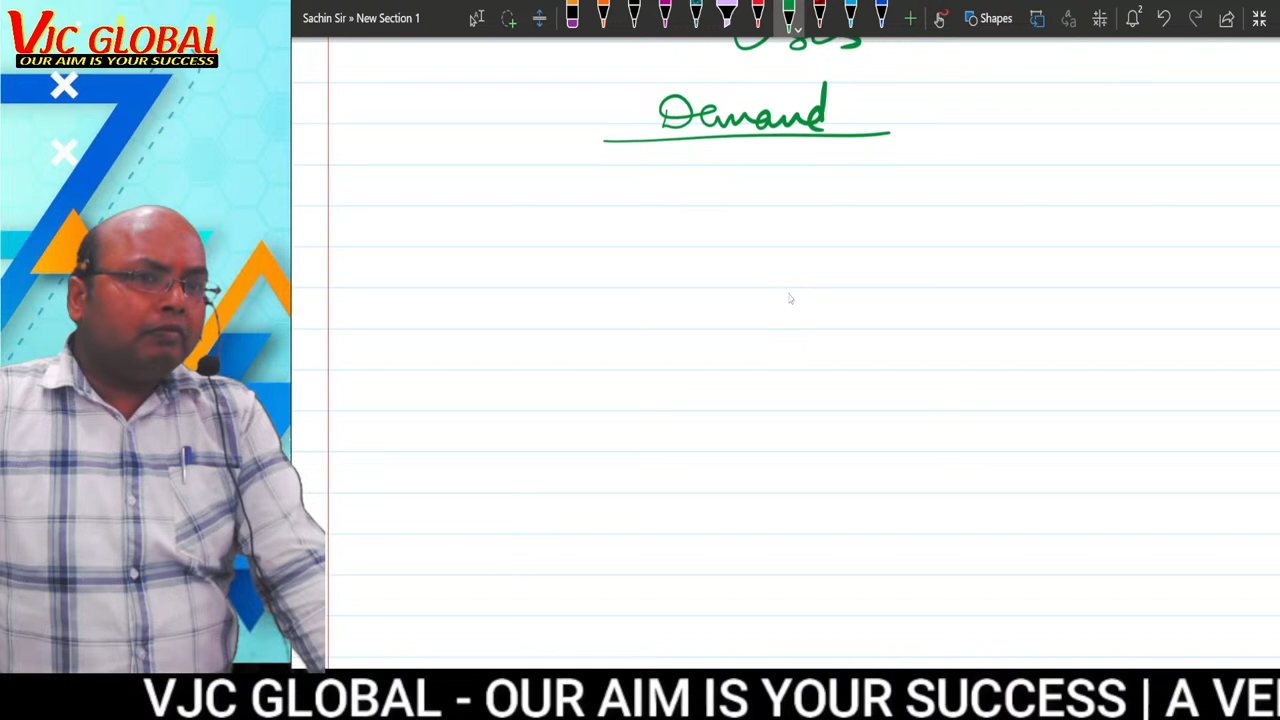 VJC GLOBAL
OUR AIM IS YOUR SUCCESS
Sachin Sir » New Section 1
Shapes
2
Demand
VJC GLOBAL - OUR AIM IS YOUR SUCCESS | A VE